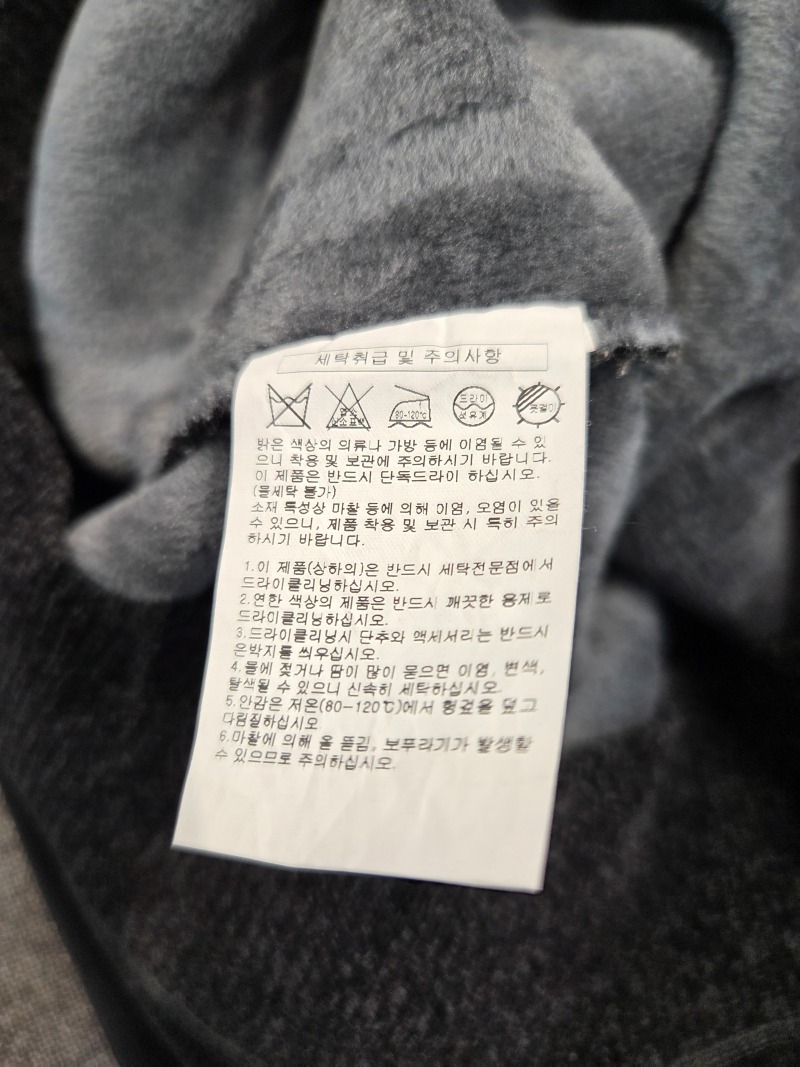 세탁취급 및 주의사항
염소
산소표백
80-120℃
드라이
석유계
옷걸이
밝은 색상의 의류나 가방 등에 이염될 수 있
으니 착용 및 보관에 주의하시기 바랍니다.
이 제품은 반드시 단독드라이 하십시오.
(물세탁 불가)
소재 특성상 마찰 등에 의해 이염, 오염이 있을
수 있으니, 제품 착용 및 보관 시 특히 주의
하시기 바랍니다.
1.이 제품(상하의)은 반드시 세탁전문점에서
드라이클리닝하십시오.
2.연한 색상의 제품은 반드시 깨끗한 용제로
드라이클리닝하십시오.
3.드라이클리닝시 단추와 액세서리는 반드시
은박지를 씌우십시오.
4.물에 젖거나 땀이 많이 묻으면 이염, 변색,
탈색될 수 있으니 신속히 세탁하십시오.
5.안감은 저온(80-120℃)에서 헝겊을 덮고
다림질하십시오
6.마찰에 의해 올 뜯김, 보푸라기가 발생할
수 있으므로 주의하십시오.